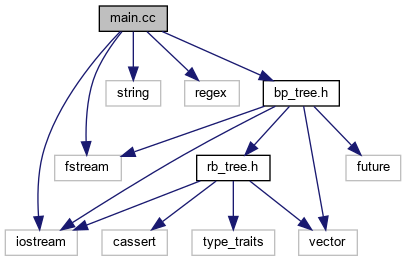 main.cc
string
regex
bp_tree.h
fstream
rb_tree.h
future
iostream
cassert
type_traits
vector